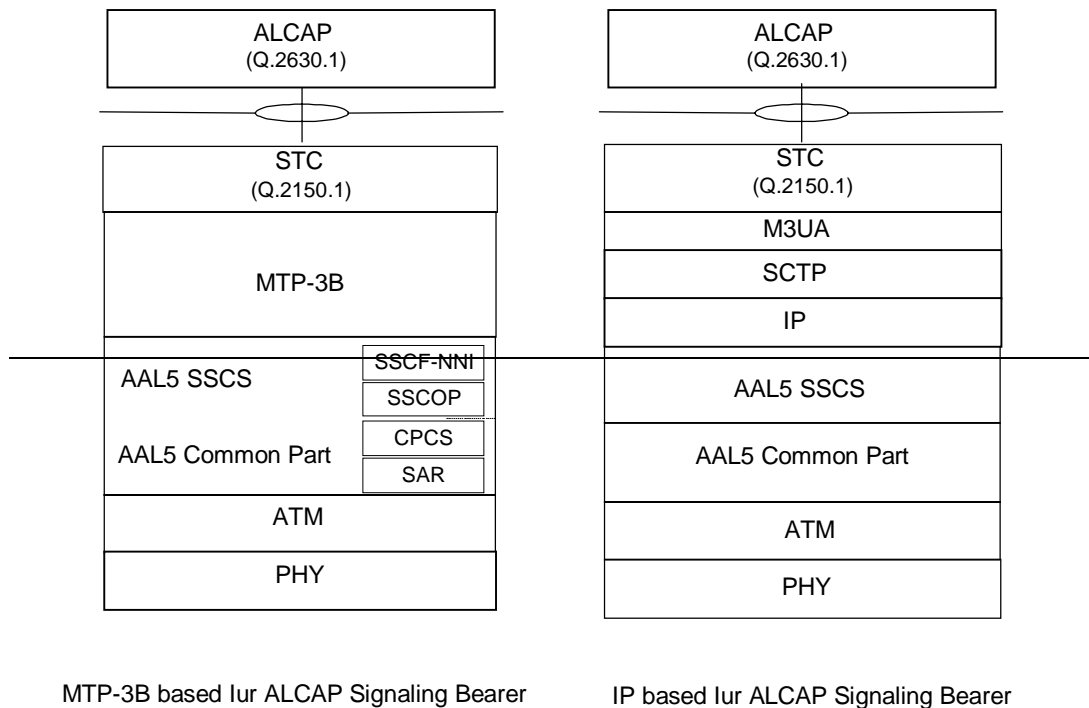 ALCAP
(Q.2630.1)
STC
(Q.2150.1)
MTP-3B
AAL5 SSCS
SSCF-NNI
SSCOP
AAL5 Common Part
CPCS
SAR
ATM
PHY
MTP-3B based Iur ALCAP Signaling Bearer
ALCAP
(Q.2630.1)
STC
(Q.2150.1)
M3UA
SCTP
IP
AAL5 SSCS
AAL5 Common Part
ATM
PHY
IP based Iur ALCAP Signaling Bearer